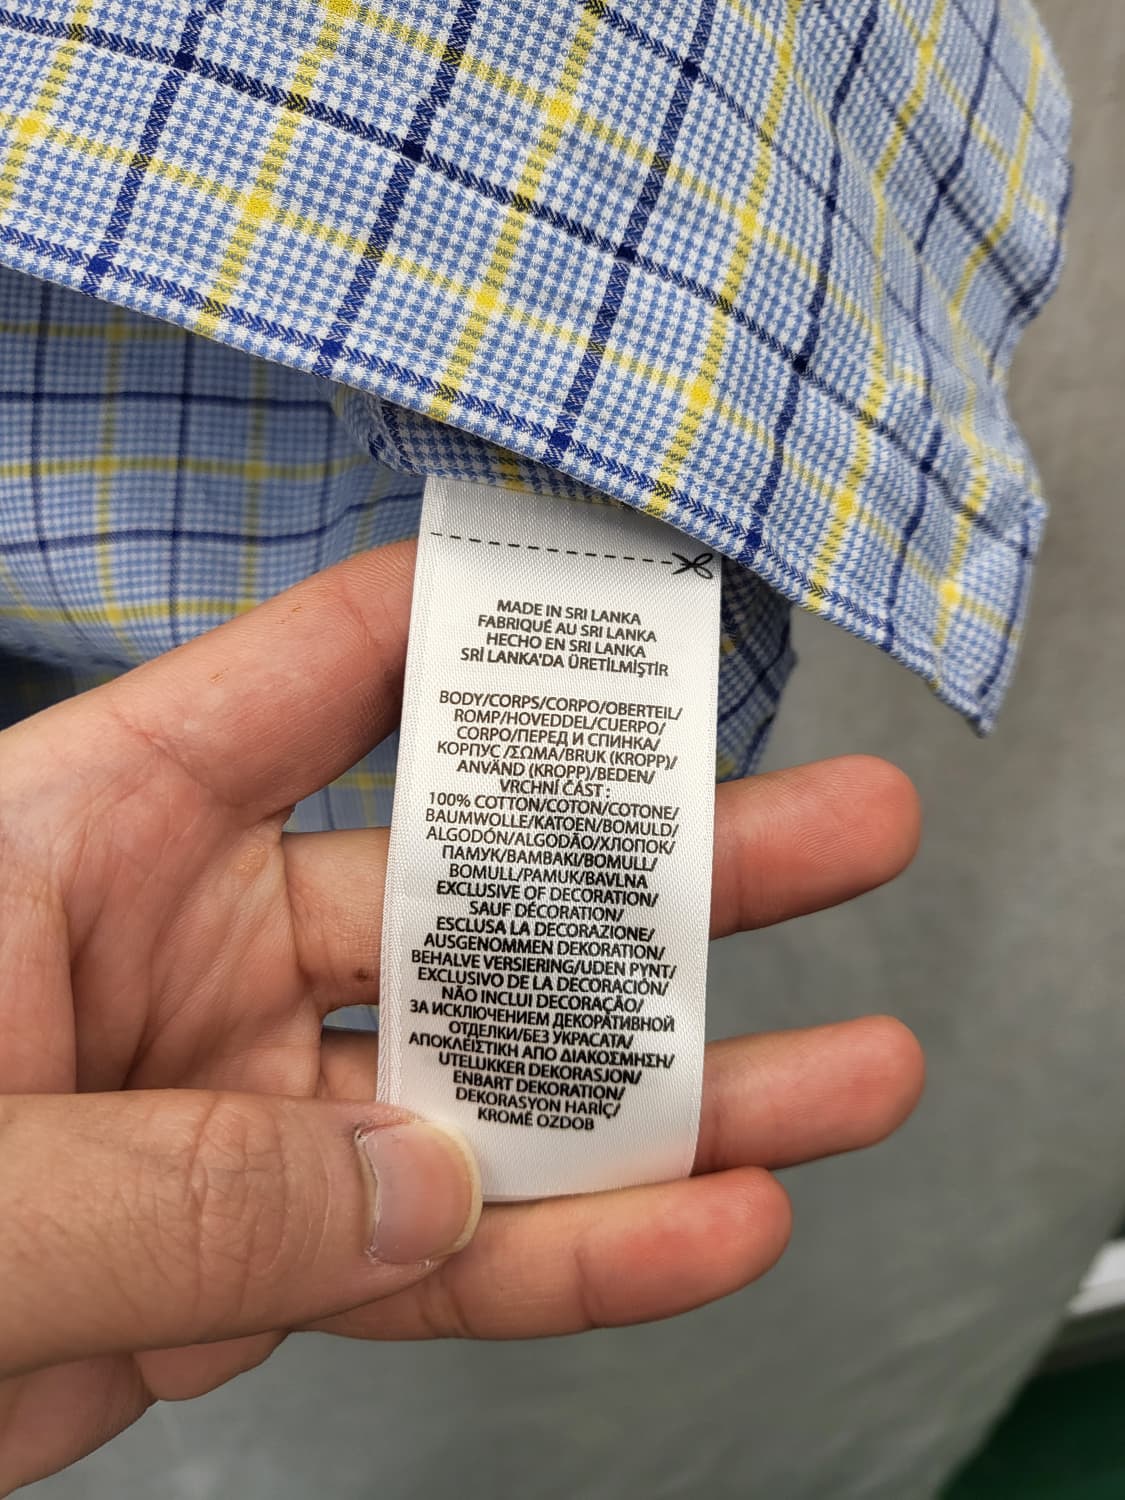 MADE IN SRI LANKA
FABRIQUÉ AU SRI LANKA
HECHO EN SRI LANKA
SRİ LANKA'DA ÜRETİLMİŞTİR
BODY/CORPS/CORPO/OBERTEIL/
ROMP/HOVEDDEL/CUERPO/
CORPO/ПЕРЕД И СПИНКА/
КОРПУС /ΣΩΜΑ/BRUK (KROPP)/
ANVÄND (KROPP)/BEDEN/
VRCHNÍ ČÁST :
100% COTTON/COTON/COTONE/
BAUMWOLLE/KATOEN/BOMULD/
ALGODÓN/ALGODÃO/ХЛОПОК/
ПАМУК/ΒΑΜΒΑΚΙ/BOMULL/
BOMULL/PAMUK/BAVLNA
EXCLUSIVE OF DECORATION/
SAUF DÉCORATION/
ESCLUSA LA DECORAZIONE/
AUSGENOMMEN DEKORATION/
BEHALVE VERSIERING/UDEN PYNT/
EXCLUSIVO DE LA DECORACIÓN/
NÃO INCLUI DECORAÇÃO/
ЗА ИСКЛЮЧЕНИЕМ ДЕКОРАТИВНОЙ
ОТДЕЛКИ/БЕЗ УКРАСАТА/
ΑΠΟΚΛΕΙΣΤΙΚΗ ΑΠΟ ΔΙΑΚΟΣΜΗΣΗ/
UTELUKKER DEKORASJON/
ENBART DEKORATION/
DEKORASYON HARİÇ/
KROMĚ OZDOB